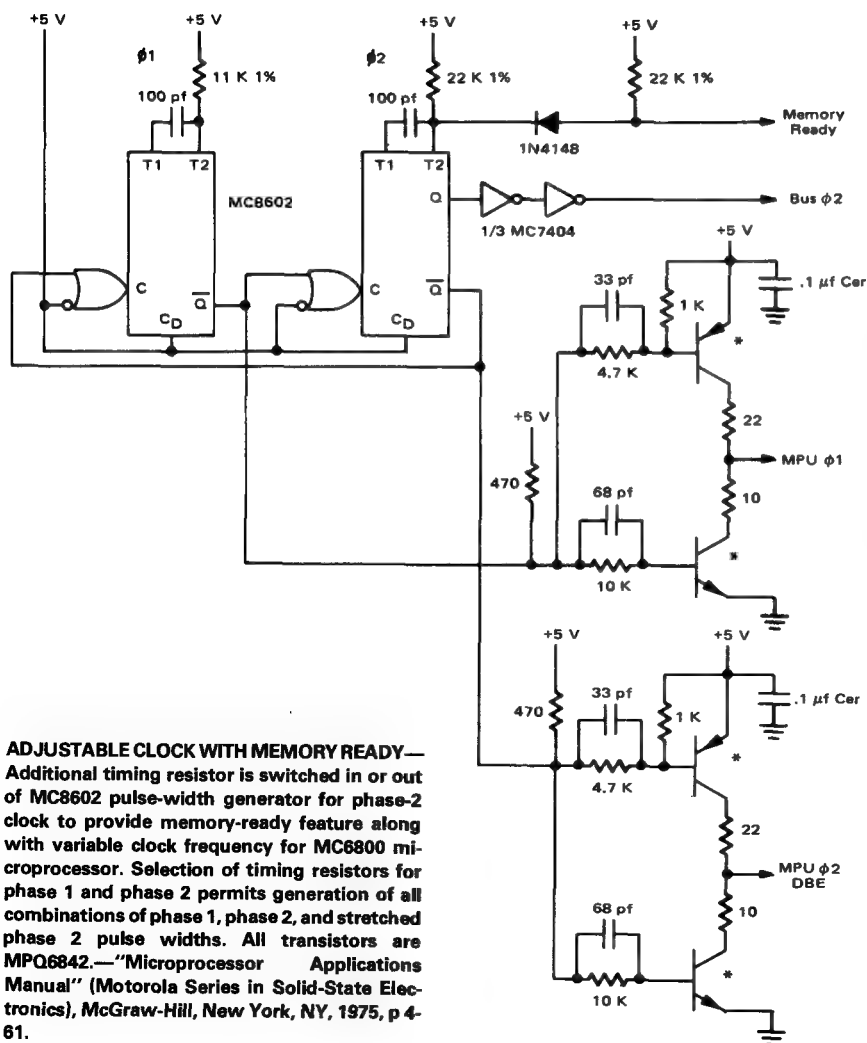 +5 V
+5 V
+5 V
+5 V
ø1
11 K 1%
ø2
22 K 1%
22 K 1%
100 pf
100 pf
Memory
Ready
T1
T2
T1
T2
1N4148
MC8602
Q
Bus ø2
1/3 MC7404
+5 V
C
Q
C
Q
33 pf
1 K
.1 µf Cer
CD
CD
*
4.7 K
+5 V
22
MPU ø1
470
68 pf
10
*
10 K
+5 V
+5 V
470
33 pf
1 K
.1 µf Cer
*
4.7 K
22
MPU ø2
DBE
68 pf
10
*
10 K
ADJUSTABLE CLOCK WITH MEMORY READY—
Additional timing resistor is switched in or out
of MC8602 pulse-width generator for phase-2
clock to provide memory-ready feature along
with variable clock frequency for MC6800 mi-
croprocessor. Selection of timing resistors for
phase 1 and phase 2 permits generation of all
combinations of phase 1, phase 2, and stretched
phase 2 pulse widths. All transistors are
MPQ6842.—"Microprocessor Applications
Manual" (Motorola Series in Solid-State Elec-
tronics), McGraw-Hill, New York, NY, 1975, p 4-
61.